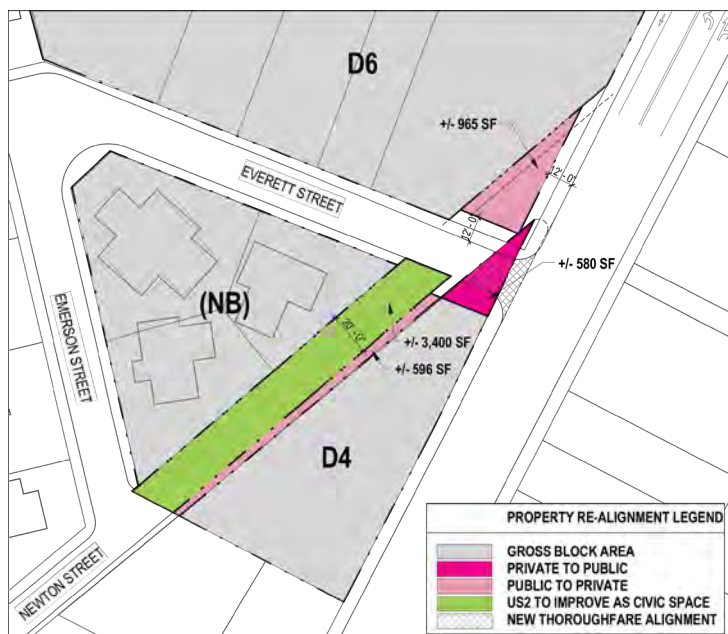 D6
+/- 965 SF
12'-0"
EVERETT STREET
12'-0"
+/- 580 SF
(NB)
20'-0"
+/- 3,400 SF
+/- 596 SF
EMERSON STREET
D4
NEWTON STREET
PROPERTY RE-ALIGNMENT LEGEND
GROSS BLOCK AREA
PRIVATE TO PUBLIC
PUBLIC TO PRIVATE
US2 TO IMPROVE AS CIVIC SPACE
NEW THOROUGHFARE ALIGNMENT